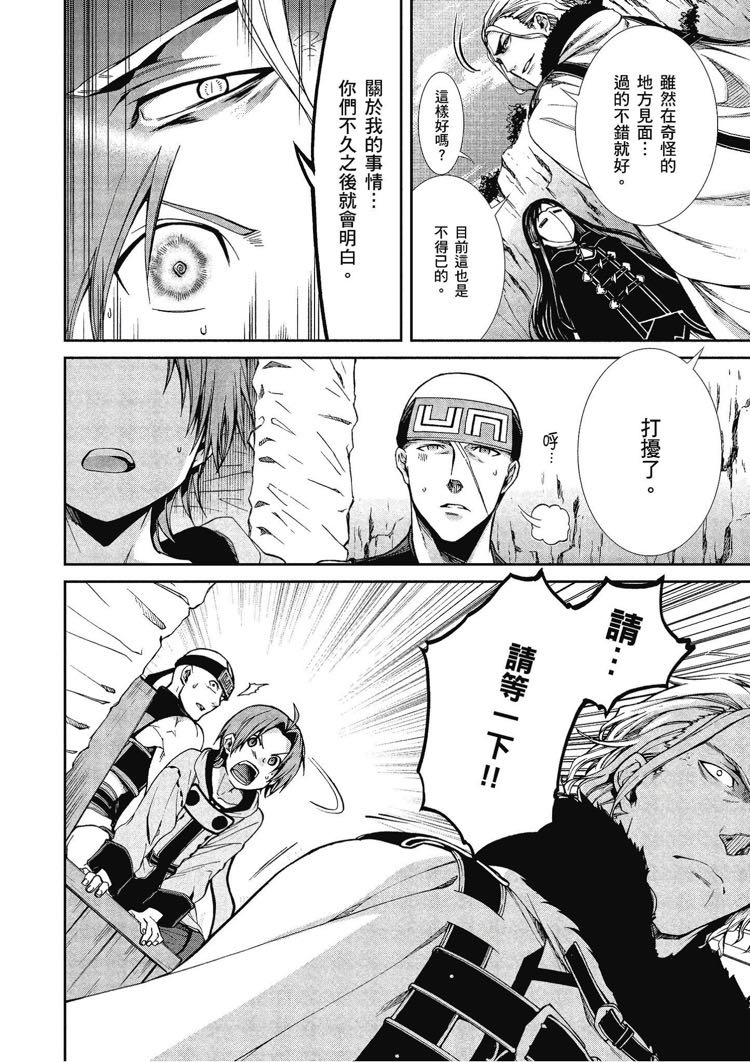 雖然在奇怪的
地方見面…
過的不錯就好。
這樣好嗎？
目前這也是
不得已的。
關於我的事情…
你們不久之後就會明白。
打擾了。
呼…
請…
請等一下!!